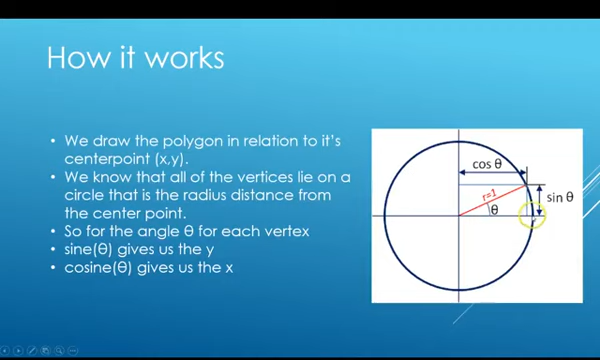 How it works
• We draw the polygon in relation to it's
centerpoint (x,y).
• We know that all of the vertices lie on a
circle that is the radius distance from
the center point.
• So for the angle θ for each vertex
• sine(θ) gives us the y
• cosine(θ) gives us the x
cos θ
r=1
sin θ
θ